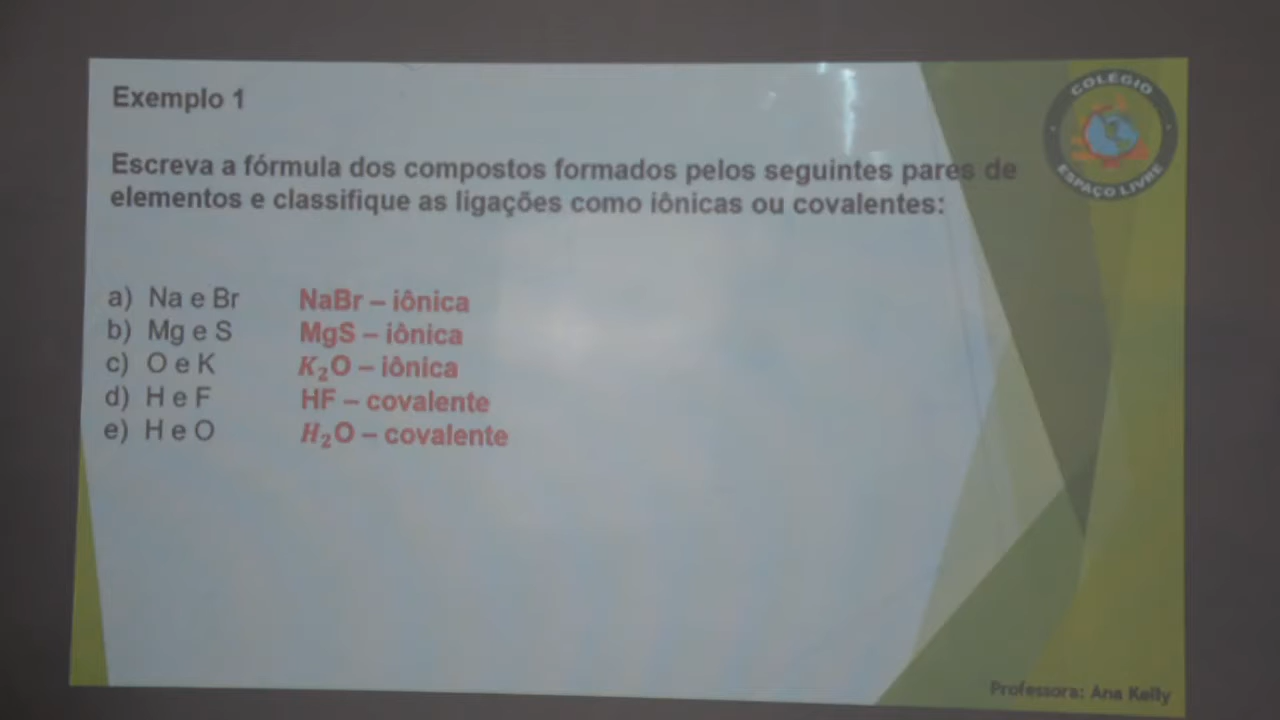 Exemplo 1
COLÉGIO
ESPAÇO LIVRE
Escreva a fórmula dos compostos formados pelos seguintes pares de
elementos e classifique as ligações como iônicas ou covalentes:
a) Na e Br NaBr – iônica
b) Mg e S MgS – iônica
c) O e K K₂O – iônica
d) H e F HF – covalente
e) H e O H₂O – covalente
Professora: Ana Kelly